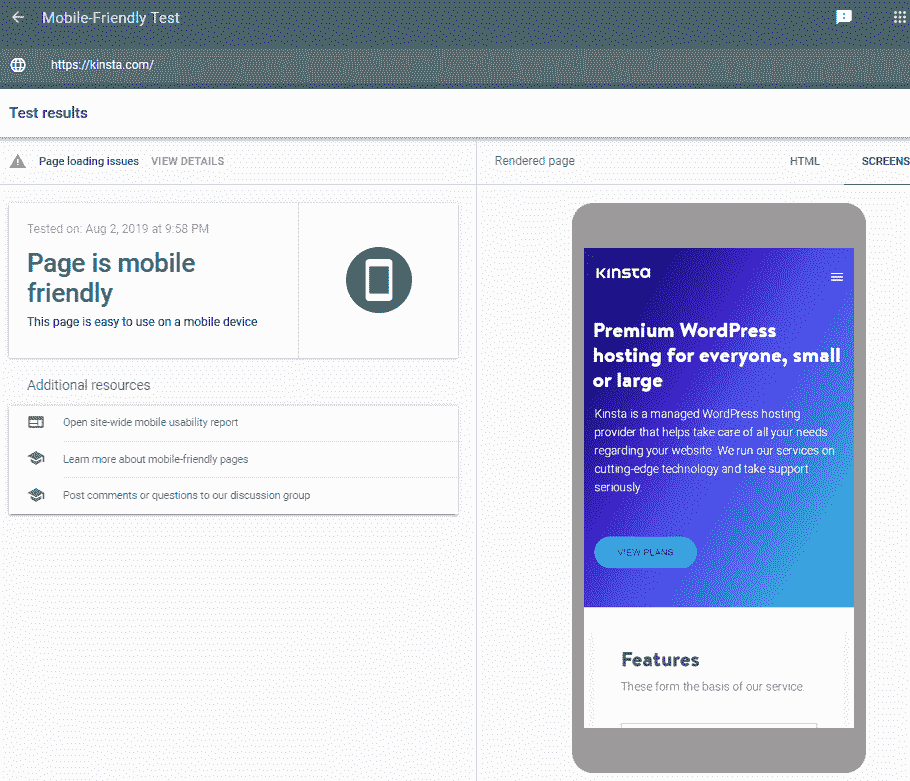 Mobile-Friendly Test
https://kinsta.com/
Test results
Page loading issues VIEW DETAILS
Tested on: Aug 2, 2019 at 9:58 PM
Page is mobile
friendly
This page is easy to use on a mobile device
Additional resources
Open site-wide mobile usability report
Learn more about mobile-friendly pages
Post comments or questions to our discussion group
Rendered page HTML SCREENS
KINSTA
Premium WordPress
hosting for everyone, small
or large
Kinsta is a managed WordPress hosting
provider that helps take care of all your needs
regarding your website. We run our services on
cutting-edge technology and take support
seriously.
VIEW PLANS
Features
These form the basis of our service.